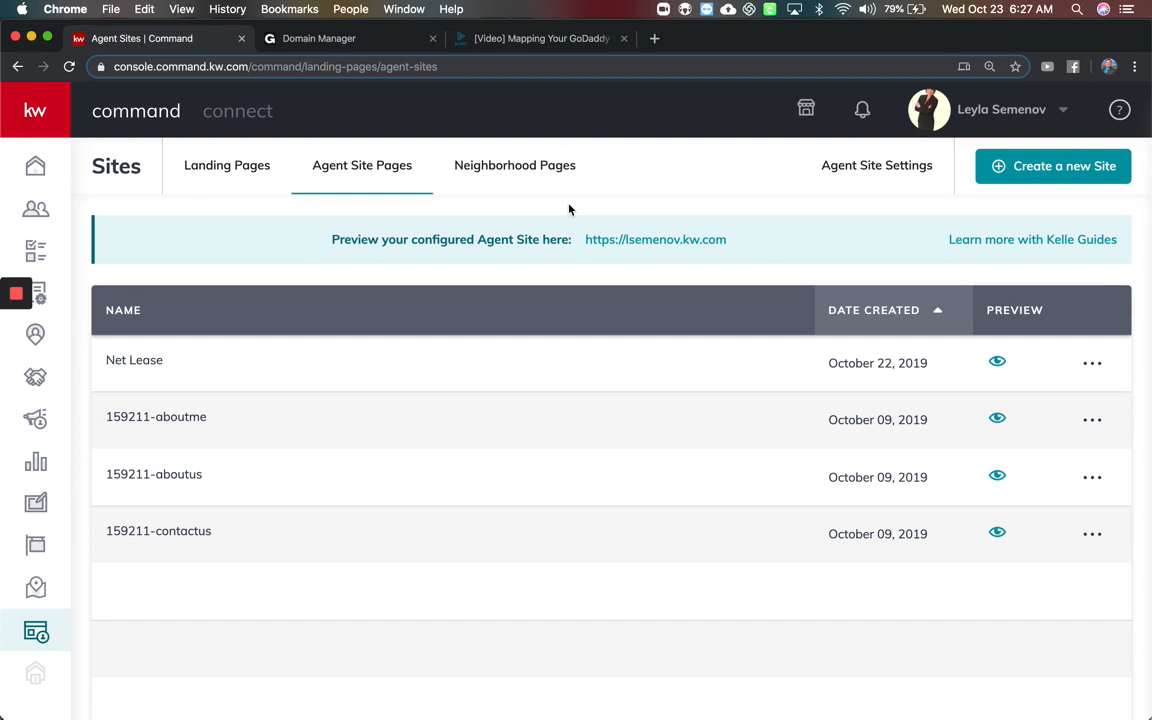 Chrome File Edit View History Bookmarks People Window Help 79% Wed Oct 23 6:27 AM
kw Agent Sites | Command G Domain Manager [Video] Mapping Your GoDaddy
console.command.kw.com/command/landing-pages/agent-sites
kw command connect Leyla Semenov ?
Sites Landing Pages Agent Site Pages Neighborhood Pages Agent Site Settings Create a new Site
Preview your configured Agent Site here: https://lsemenov.kw.com Learn more with Kelle Guides
NAME DATE CREATED PREVIEW
Net Lease October 22, 2019
159211-aboutme October 09, 2019
159211-aboutus October 09, 2019
159211-contactus October 09, 2019